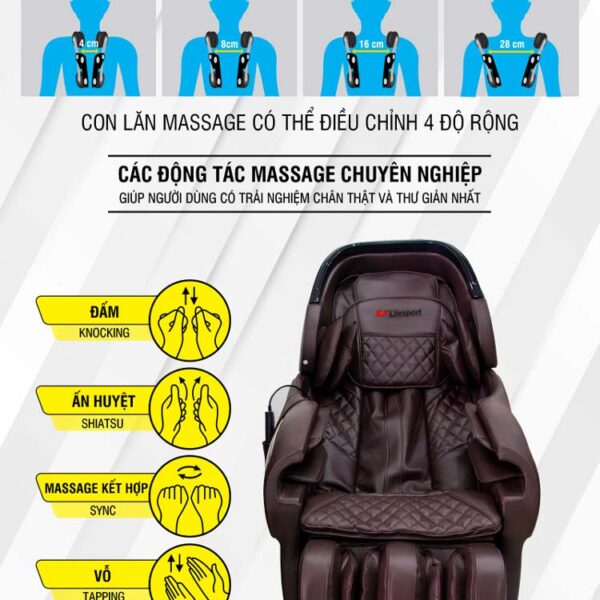 4 cm 8cm 16 cm 28 cm
CON LĂN MASSAGE CÓ THỂ ĐIỀU CHỈNH 4 ĐỘ RỘNG
CÁC ĐỘNG TÁC MASSAGE CHUYÊN NGHIỆP
GIÚP NGƯỜI DÙNG CÓ TRẢI NGHIỆM CHÂN THẬT VÀ THƯ GIẢN NHẤT
Lifesport
ĐẤM
KNOCKING
ẤN HUYỆT
SHIATSU
MASSAGE KẾT HỢP
SYNC
VỖ
TAPPING